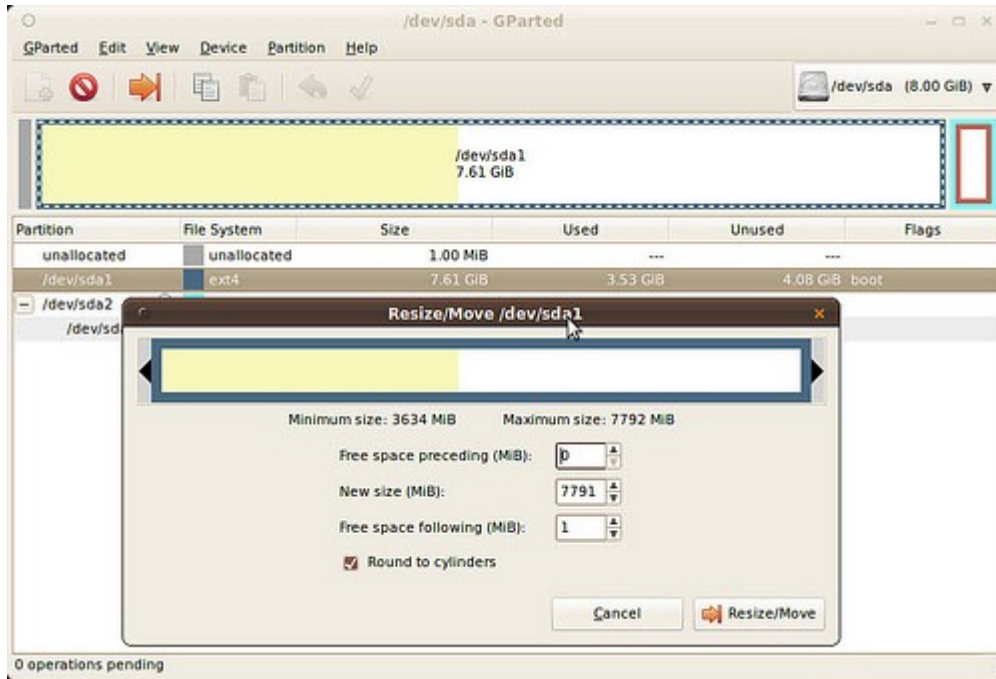 /dev/sda - GParted
GParted Edit View Device Partition Help
/dev/sda (8.00 GiB)
/dev/sda1
7.61 GiB
Partition File System Size Used Unused Flags
unallocated unallocated 1.00 MiB --- ---
/dev/sda1 ext4 7.61 GiB 3.53 GiB 4.08 GiB boot
/dev/sda2
/dev/sd
Resize/Move /dev/sda1
Minimum size: 3634 MiB Maximum size: 7792 MiB
Free space preceding (MiB): 0
New size (MiB): 7791
Free space following (MiB): 1
Round to cylinders
Cancel Resize/Move
0 operations pending